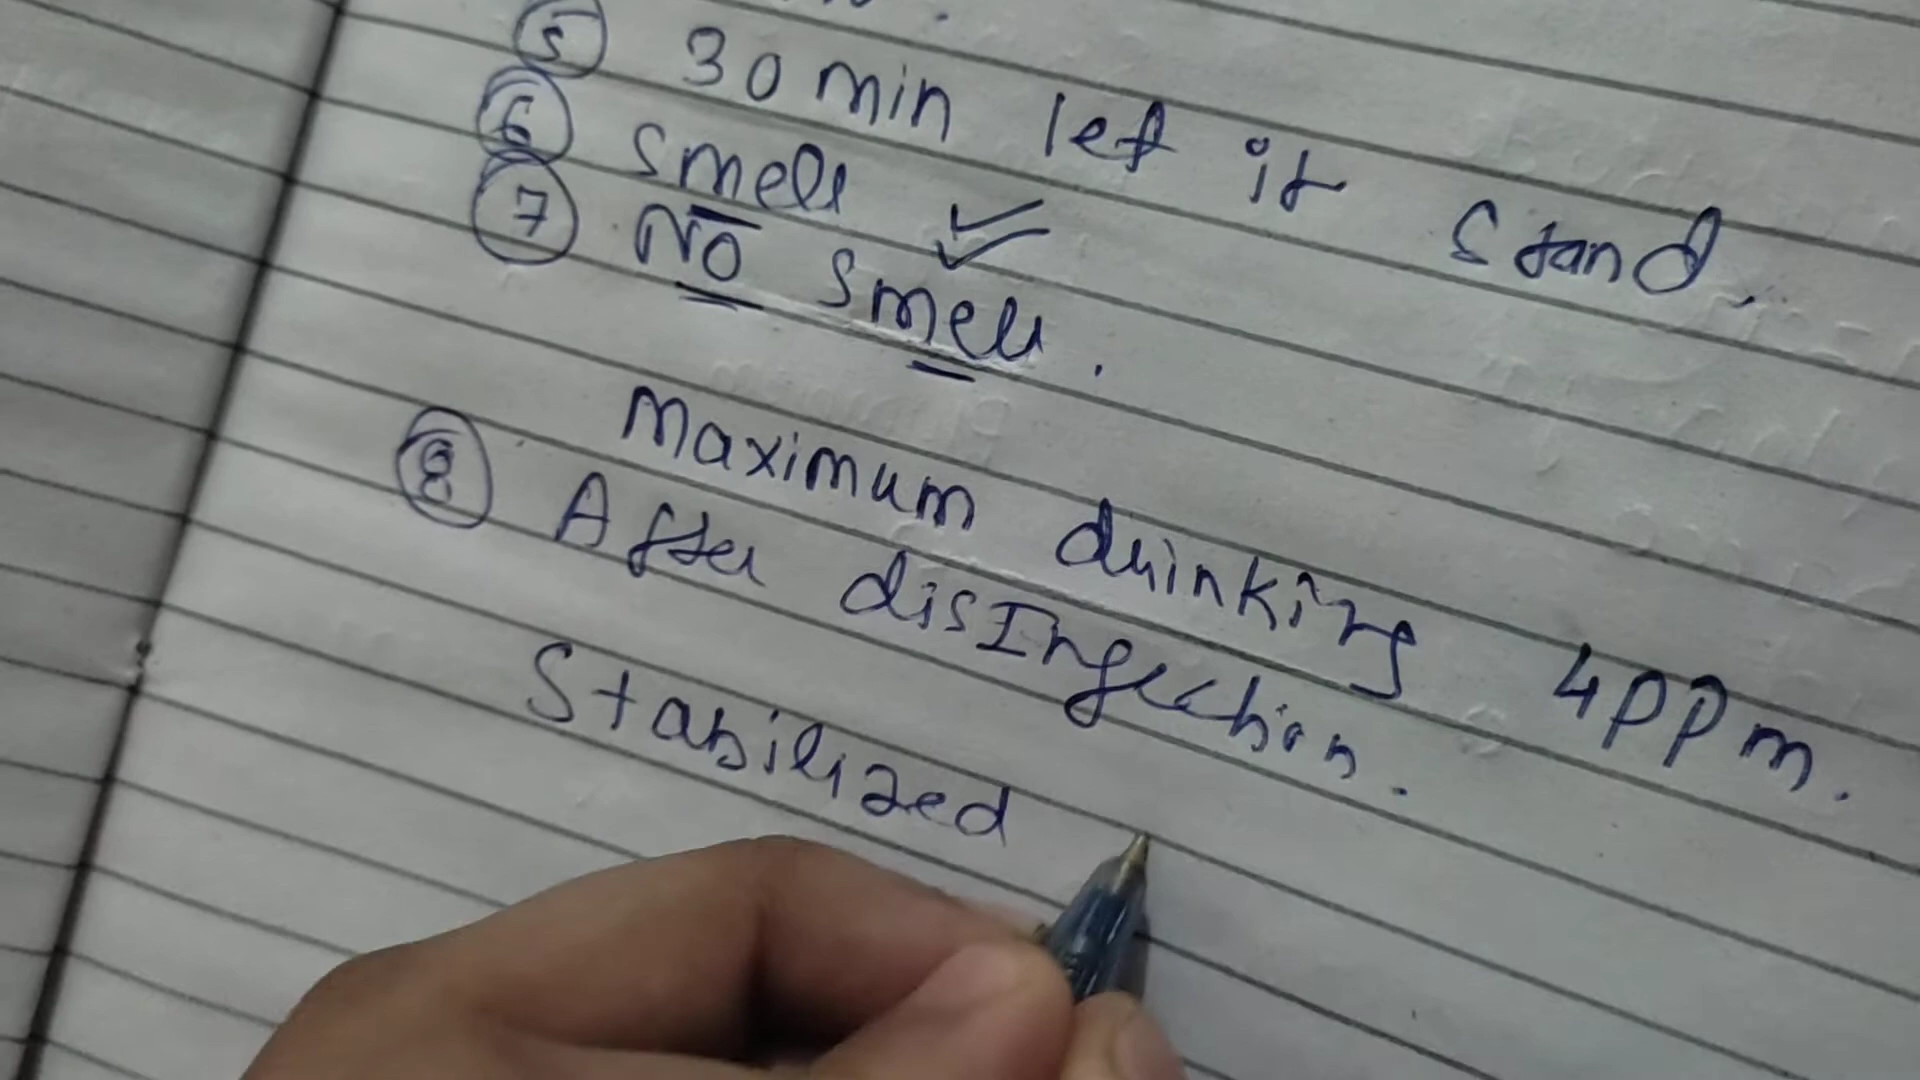 5 30 min let it stand.
6 smell
7 NO smell.
Maximum drinking 4PPm.
8 After disInfection.
Stabilized